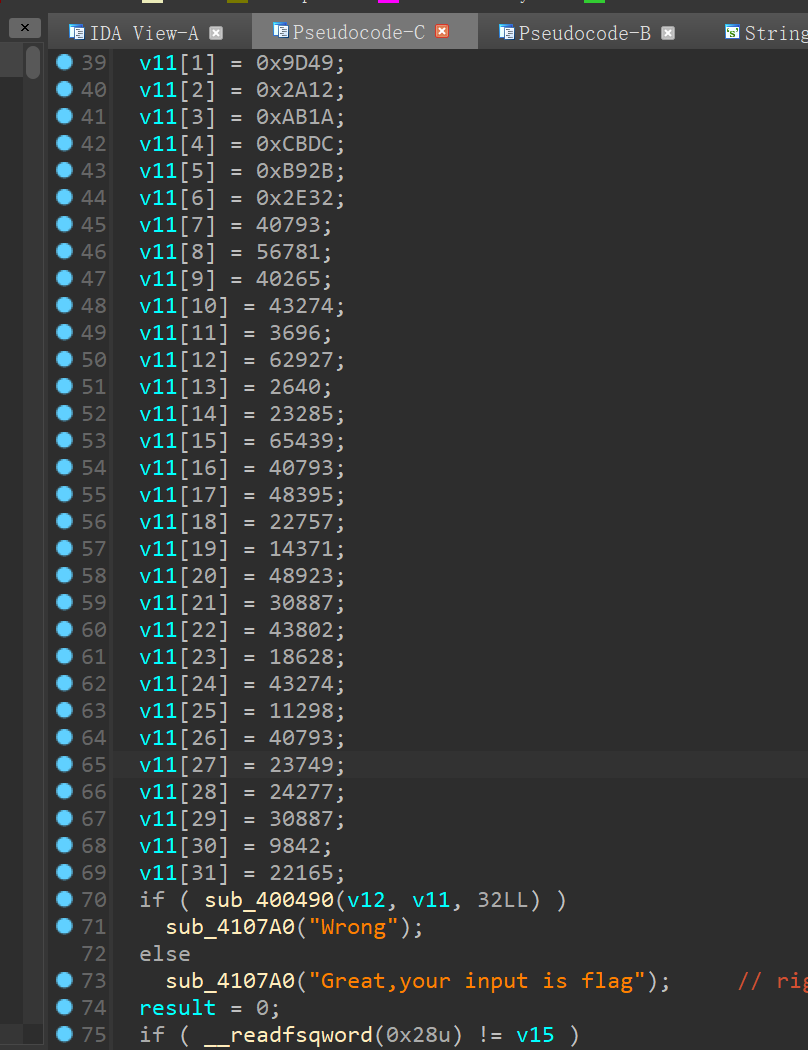 IDA View-A Pseudocode-C Pseudocode-B String
39 v11[1] = 0x9D49;
40 v11[2] = 0x2A12;
41 v11[3] = 0xAB1A;
42 v11[4] = 0xCBDC;
43 v11[5] = 0xB92B;
44 v11[6] = 0x2E32;
45 v11[7] = 40793;
46 v11[8] = 56781;
47 v11[9] = 40265;
48 v11[10] = 43274;
49 v11[11] = 3696;
50 v11[12] = 62927;
51 v11[13] = 2640;
52 v11[14] = 23285;
53 v11[15] = 65439;
54 v11[16] = 40793;
55 v11[17] = 48395;
56 v11[18] = 22757;
57 v11[19] = 14371;
58 v11[20] = 48923;
59 v11[21] = 30887;
60 v11[22] = 43802;
61 v11[23] = 18628;
62 v11[24] = 43274;
63 v11[25] = 11298;
64 v11[26] = 40793;
65 v11[27] = 23749;
66 v11[28] = 24277;
67 v11[29] = 30887;
68 v11[30] = 9842;
69 v11[31] = 22165;
70 if ( sub_400490(v12, v11, 32LL) )
71 sub_4107A0("Wrong");
72 else
73 sub_4107A0("Great,your input is flag"); // rig
74 result = 0;
75 if ( __readfsqword(0x28u) != v15 )